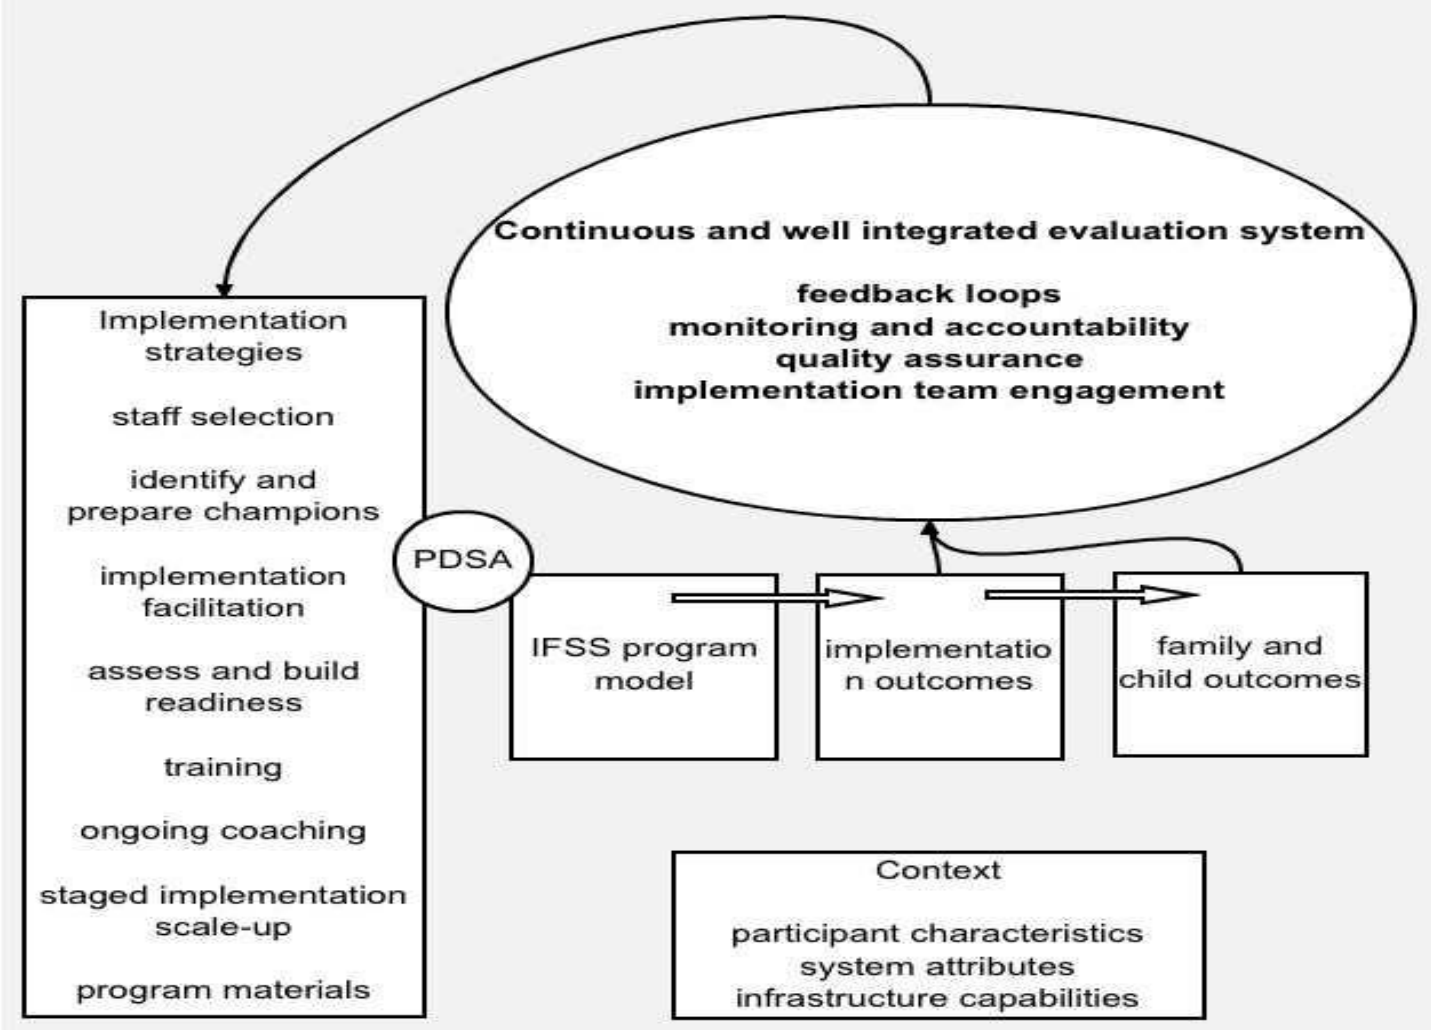 Continuous and well integrated evaluation system
feedback loops
monitoring and accountability
quality assurance
implementation team engagement
Implementation
strategies
staff selection
identify and
prepare champions
implementation
facilitation
assess and build
readiness
training
ongoing coaching
staged implementation
scale-up
program materials
PDSA
IFSS program
model
implementatio
n outcomes
family and
child outcomes
Context
participant characteristics
system attributes
infrastructure capabilities